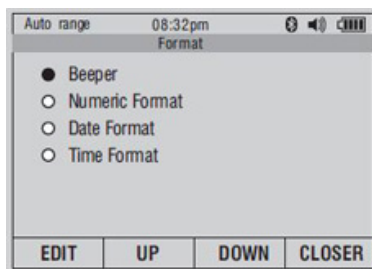 Auto range 08:32pm
Format
Beeper
Numeric Format
Date Format
Time Format
EDIT UP DOWN CLOSER